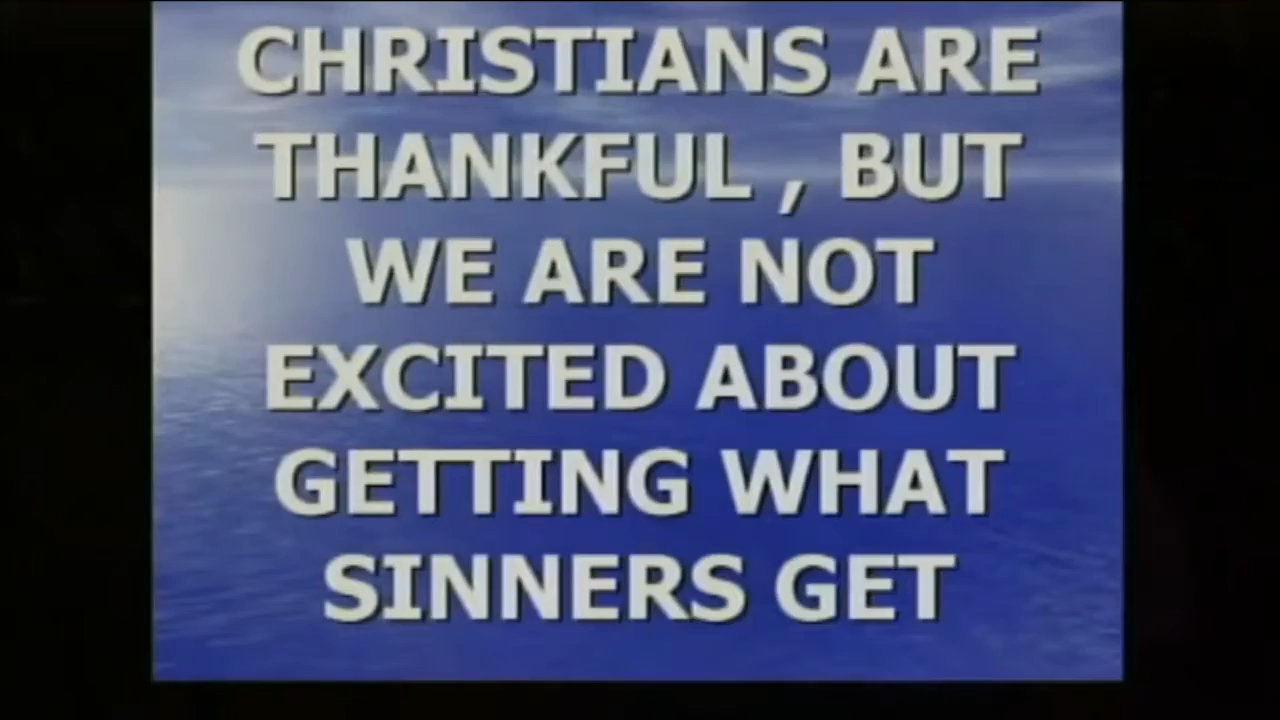 CHRISTIANS ARE
THANKFUL , BUT
WE ARE NOT
EXCITED ABOUT
GETTING WHAT
SINNERS GET